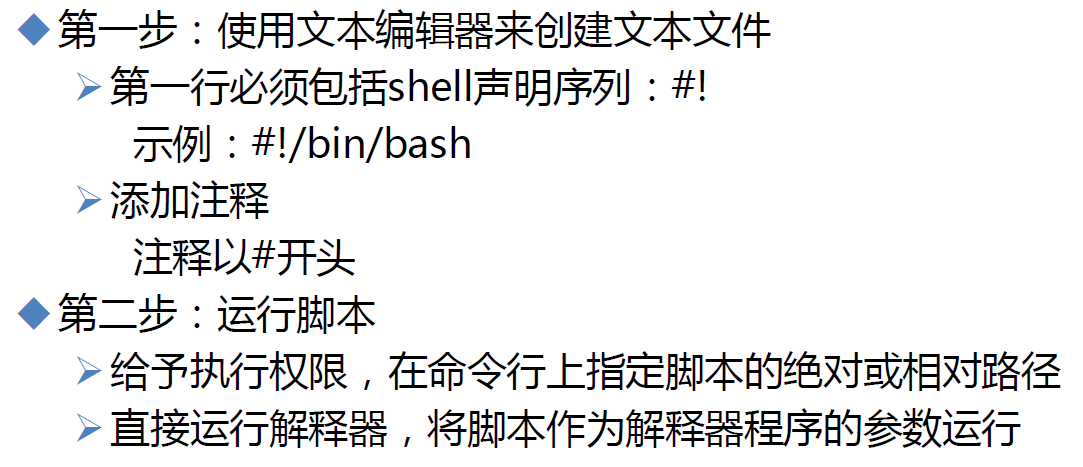 第一步：使用文本编辑器来创建文本文件
第一行必须包括shell声明序列：#!
示例：#!/bin/bash
添加注释
注释以#开头
第二步：运行脚本
给予执行权限，在命令行上指定脚本的绝对或相对路径
直接运行解释器，将脚本作为解释器程序的参数运行